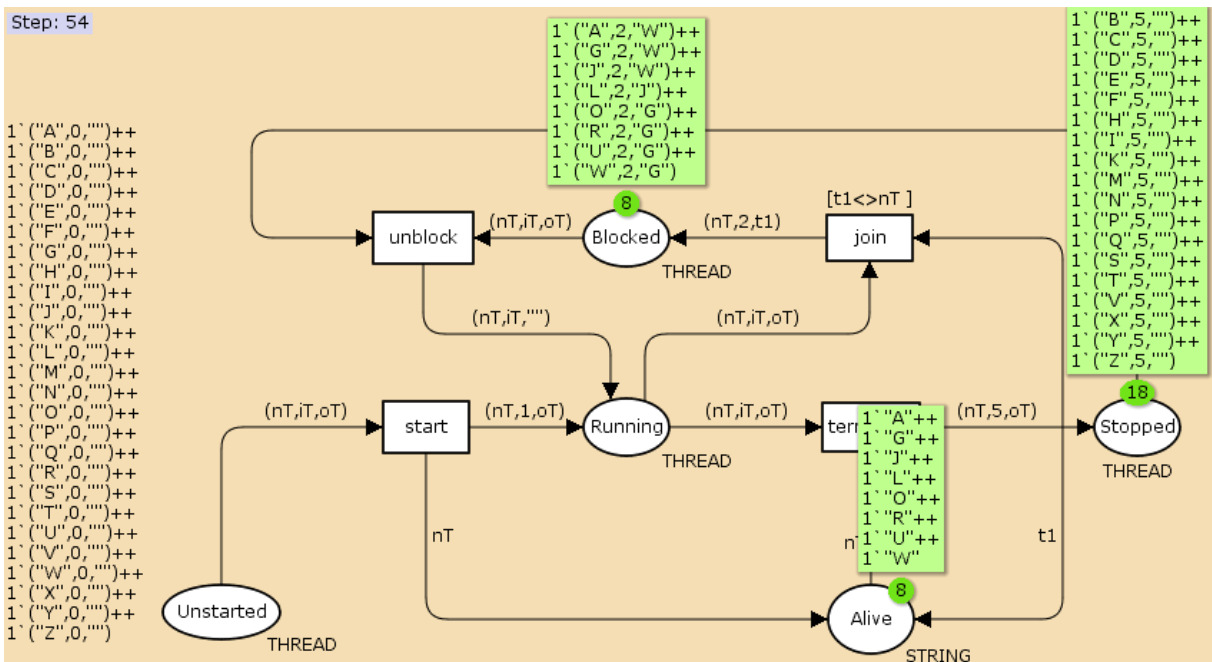 Step: 54
1`("A",2,"W")++
1`("G",2,"W")++
1`("J",2,"W")++
1`("L",2,"J")++
1`("O",2,"G")++
1`("R",2,"G")++
1`("U",2,"G")++
1`("W",2,"G")
8
1`("B",5,"")++
1`("C",5,"")++
1`("D",5,"")++
1`("E",5,"")++
1`("F",5,"")++
1`("H",5,"")++
1`("I",5,"")++
1`("K",5,"")++
1`("M",5,"")++
1`("N",5,"")++
1`("P",5,"")++
1`("Q",5,"")++
1`("S",5,"")++
1`("T",5,"")++
1`("V",5,"")++
1`("X",5,"")++
1`("Y",5,"")++
1`("Z",5,"")
18
1`("A",0,"")++
1`("B",0,"")++
1`("C",0,"")++
1`("D",0,"")++
1`("E",0,"")++
1`("F",0,"")++
1`("G",0,"")++
1`("H",0,"")++
1`("I",0,"")++
1`("J",0,"")++
1`("K",0,"")++
1`("L",0,"")++
1`("M",0,"")++
1`("N",0,"")++
1`("O",0,"")++
1`("P",0,"")++
1`("Q",0,"")++
1`("R",0,"")++
1`("S",0,"")++
1`("T",0,"")++
1`("U",0,"")++
1`("V",0,"")++
1`("W",0,"")++
1`("X",0,"")++
1`("Y",0,"")++
1`("Z",0,"")
[t1<>nT ]
unblock
(nT,iT,oT)
Blocked
THREAD
(nT,2,t1)
join
(nT,iT,"")
(nT,iT,oT)
(nT,iT,oT)
start
(nT,1,oT)
Running
THREAD
(nT,iT,oT)
(nT,5,oT)
Stopped
THREAD
1`"A"++
1`"G"++
1`"J"++
1`"L"++
1`"O"++
1`"R"++
1`"U"++
1`"W"
8
nT
t1
Unstarted
THREAD
Alive
STRING